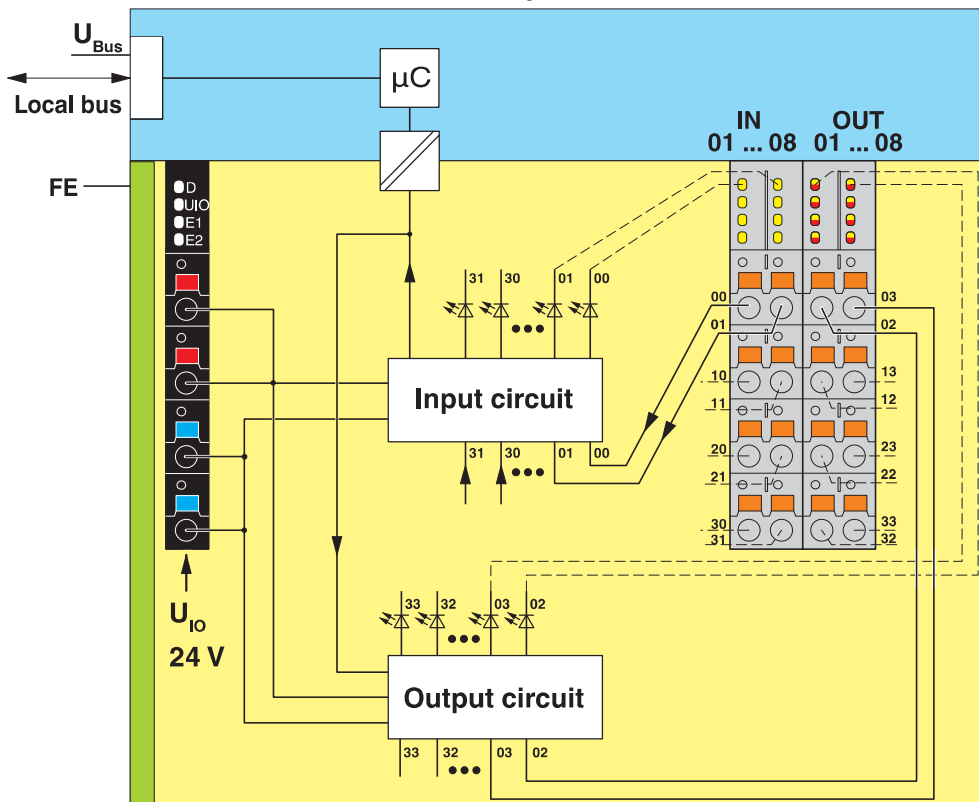 U Bus
Local bus
µC
IN OUT
01 ... 08 01 ... 08
FE
D
UIO
E1
E2
31 30 01 00
00 03
01 02
Input circuit
10 13
11 12
31 30 01 00
20 23
21 22
30 33
31 32
U IO
24 V
33 32 03 02
Output circuit
33 32 03 02